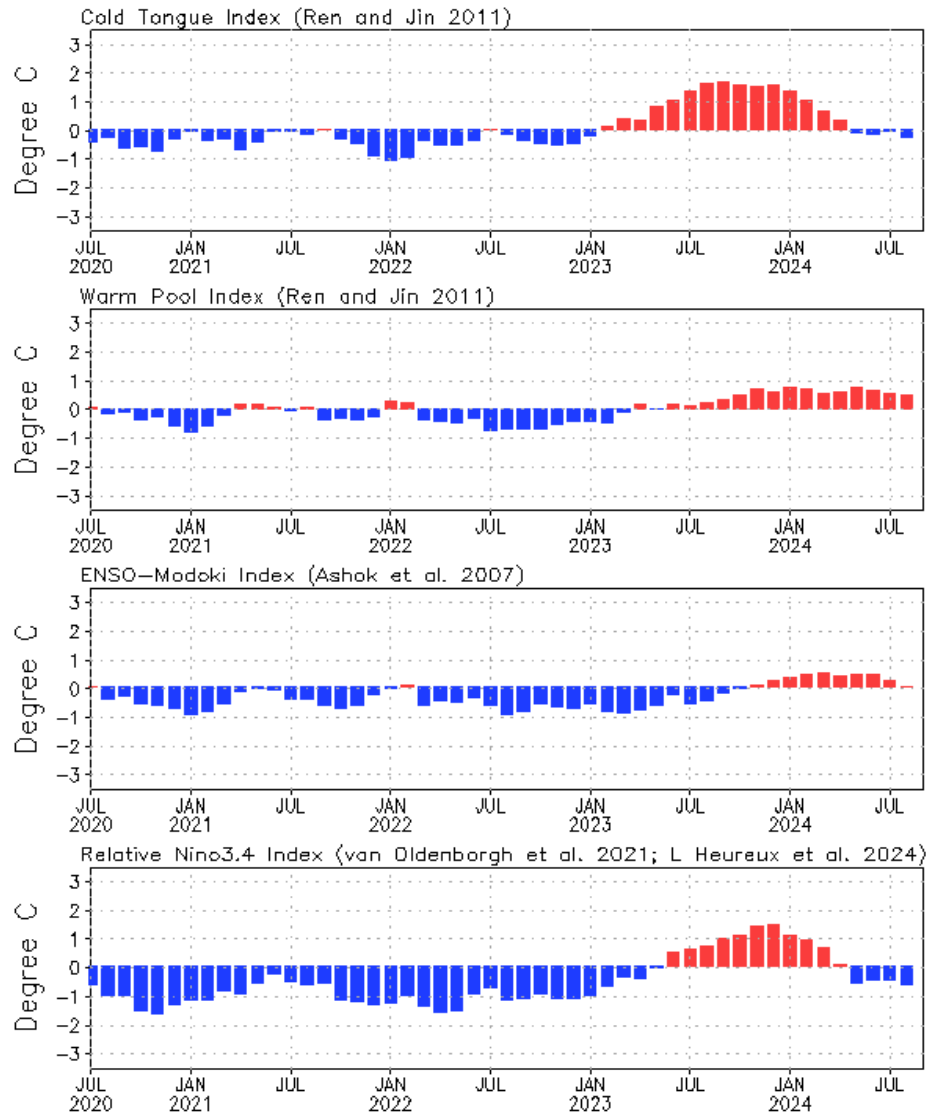 Cold Tongue Index (Ren and Jin 2011)
3
2
1
0
−1
−2
−3
Degree C
JUL JAN JUL JAN JUL JAN JUL JAN JUL
2020 2021 2022 2023 2024
Warm Pool Index (Ren and Jin 2011)
3
2
1
0
−1
−2
−3
Degree C
JUL JAN JUL JAN JUL JAN JUL JAN JUL
2020 2021 2022 2023 2024
ENSO−Modoki Index (Ashok et al. 2007)
3
2
1
0
−1
−2
−3
Degree C
JUL JAN JUL JAN JUL JAN JUL JAN JUL
2020 2021 2022 2023 2024
Relative Nino3.4 Index (van Oldenborgh et al. 2021; L Heureux et al. 2024)
3
2
1
0
−1
−2
−3
Degree C
JUL JAN JUL JAN JUL JAN JUL JAN JUL
2020 2021 2022 2023 2024